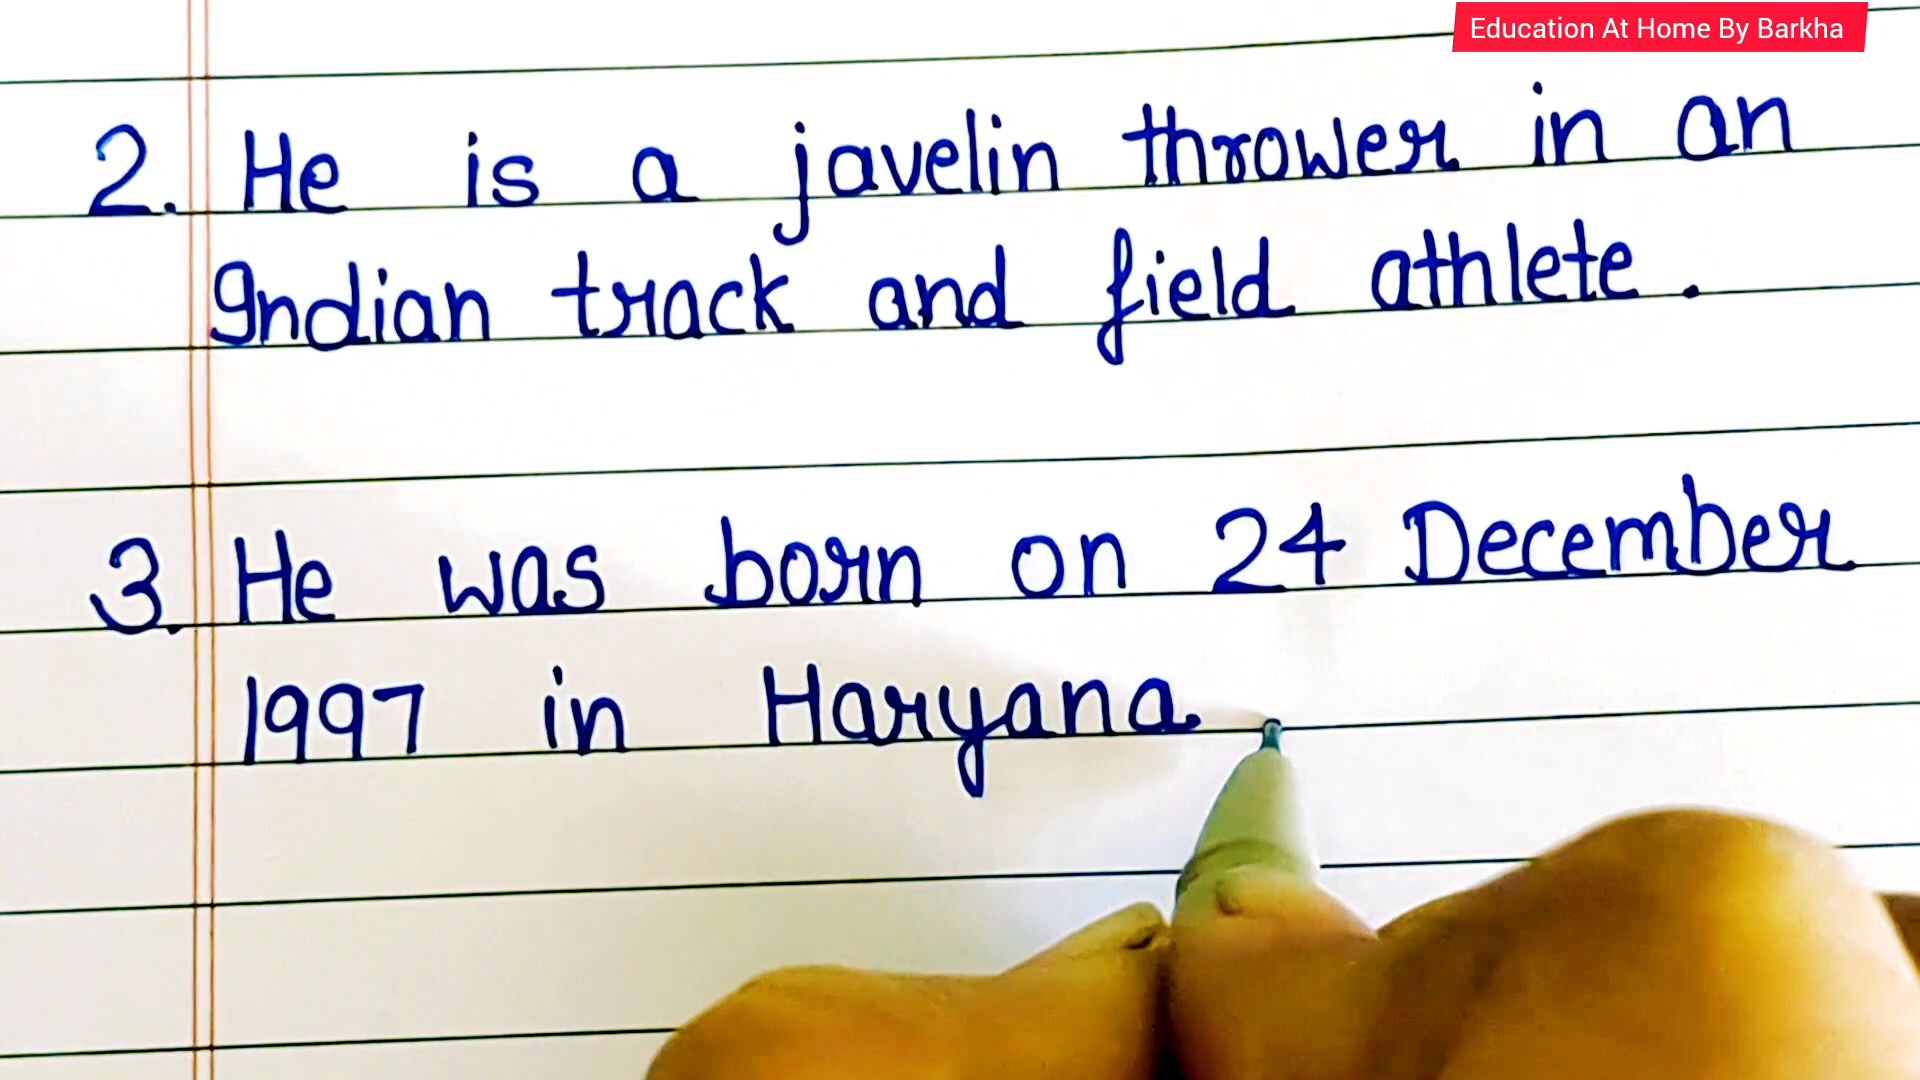 Education At Home By Barkha
2. He is a javelin thrower in an
Indian track and field athlete.
3. He was born on 24 December
1997 in Haryana.